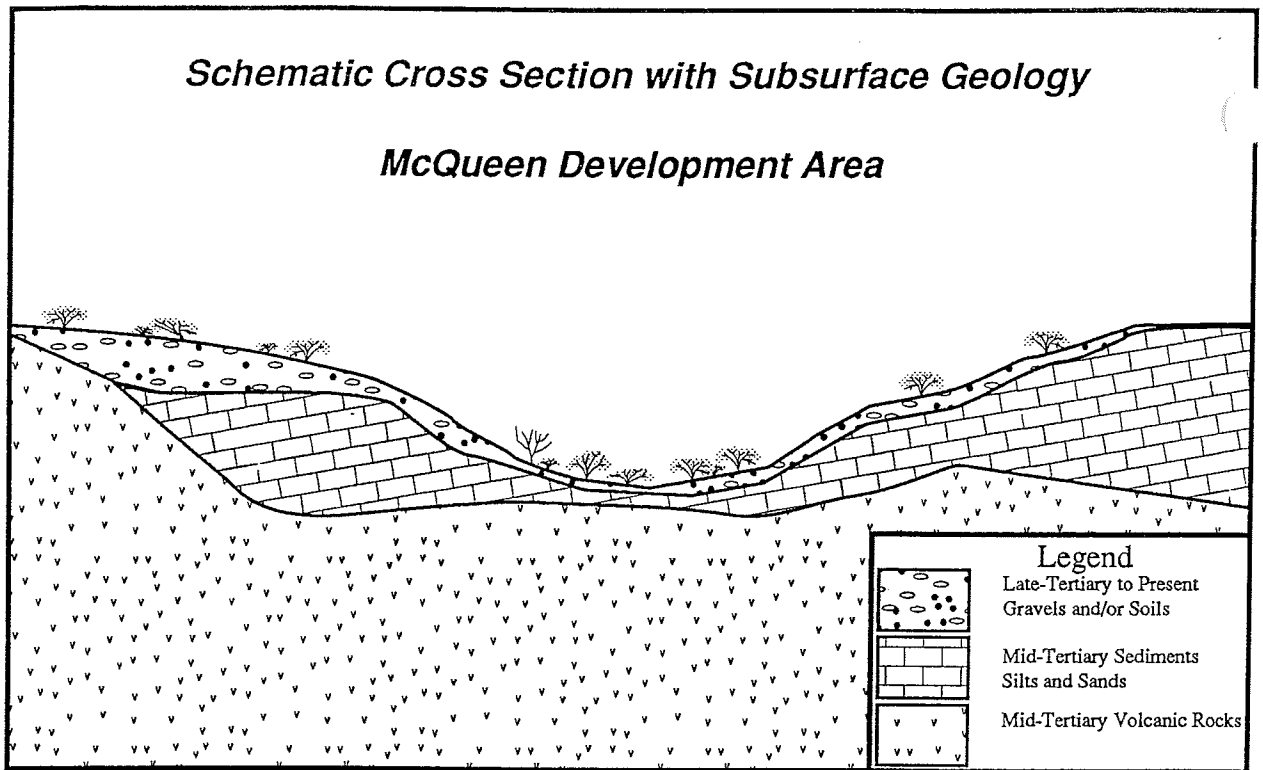 Schematic Cross Section with Subsurface Geology
McQueen Development Area
Legend
Late-Tertiary to Present
Gravels and/or Soils
Mid-Tertiary Sediments
Silts and Sands
Mid-Tertiary Volcanic Rocks